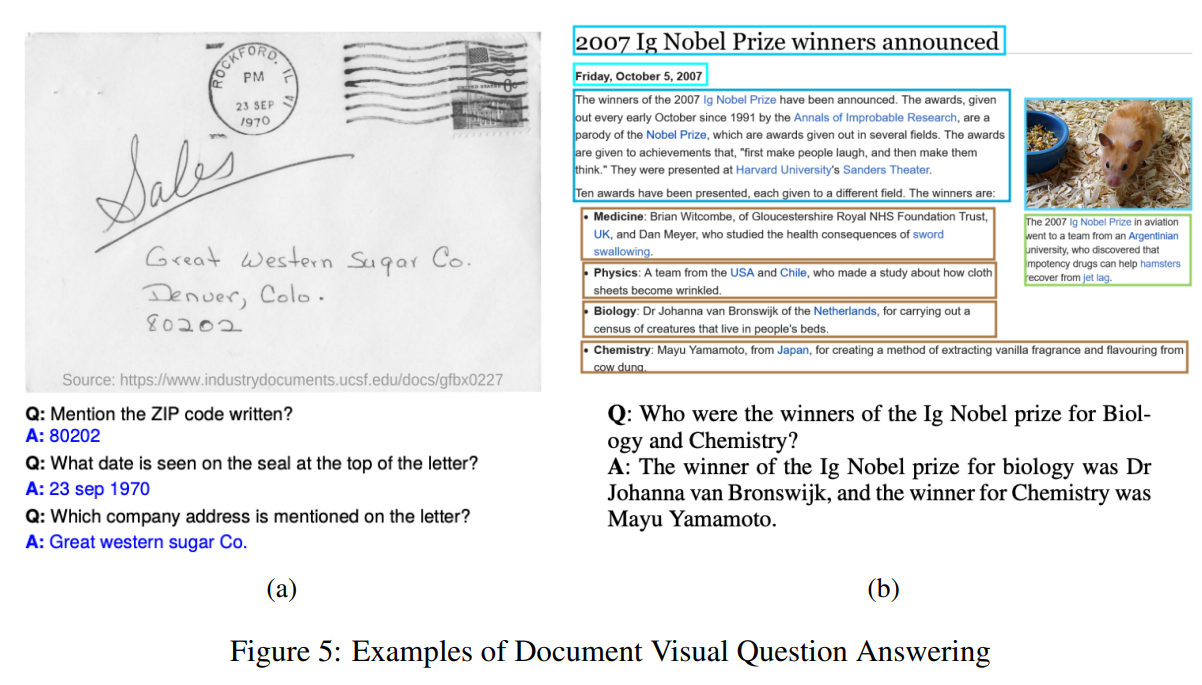 ROCKFORD, IL
PM
23 SEP
1970
UNITED STATES 6c
Sales
Great Western Sugar Co.
Denver, Colo.
80202
Source: https://www.industrydocuments.ucsf.edu/docs/gfbx0227
Q: Mention the ZIP code written?
A: 80202
Q: What date is seen on the seal at the top of the letter?
A: 23 sep 1970
Q: Which company address is mentioned on the letter?
A: Great western sugar Co.
(a)
2007 Ig Nobel Prize winners announced
Friday, October 5, 2007
The winners of the 2007 Ig Nobel Prize have been announced. The awards, given
out every early October since 1991 by the Annals of Improbable Research, are a
parody of the Nobel Prize, which are awards given out in several fields. The awards
are given to achievements that, "first make people laugh, and then make them
think." They were presented at Harvard University's Sanders Theater.
Ten awards have been presented, each given to a different field. The winners are:
• Medicine: Brian Witcombe, of Gloucestershire Royal NHS Foundation Trust,
UK, and Dan Meyer, who studied the health consequences of sword
swallowing.
• Physics: A team from the USA and Chile, who made a study about how cloth
sheets become wrinkled.
• Biology: Dr Johanna van Bronswijk of the Netherlands, for carrying out a
census of creatures that live in people's beds.
• Chemistry: Mayu Yamamoto, from Japan, for creating a method of extracting vanilla fragrance and flavouring from
cow dung.
The 2007 Ig Nobel Prize in aviation
went to a team from an Argentinian
university, who discovered that
impotency drugs can help hamsters
recover from jet lag.
Q: Who were the winners of the Ig Nobel prize for Biol-
ogy and Chemistry?
A: The winner of the Ig Nobel prize for biology was Dr
Johanna van Bronswijk, and the winner for Chemistry was
Mayu Yamamoto.
(b)
Figure 5: Examples of Document Visual Question Answering